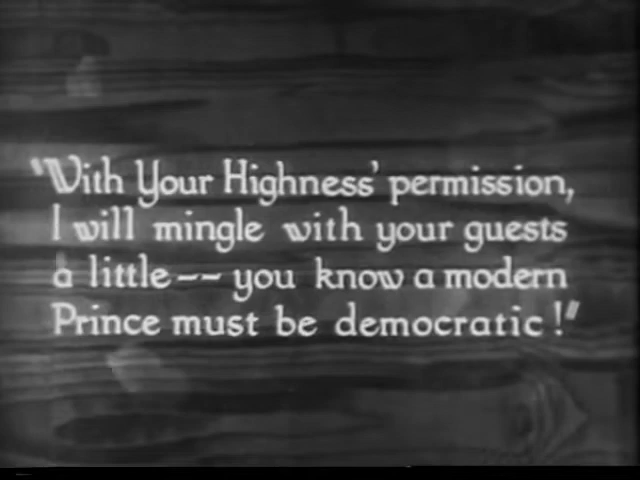 "With Your Highness' permission,
I will mingle with your guests
a little -- you know a modern
Prince must be democratic!"